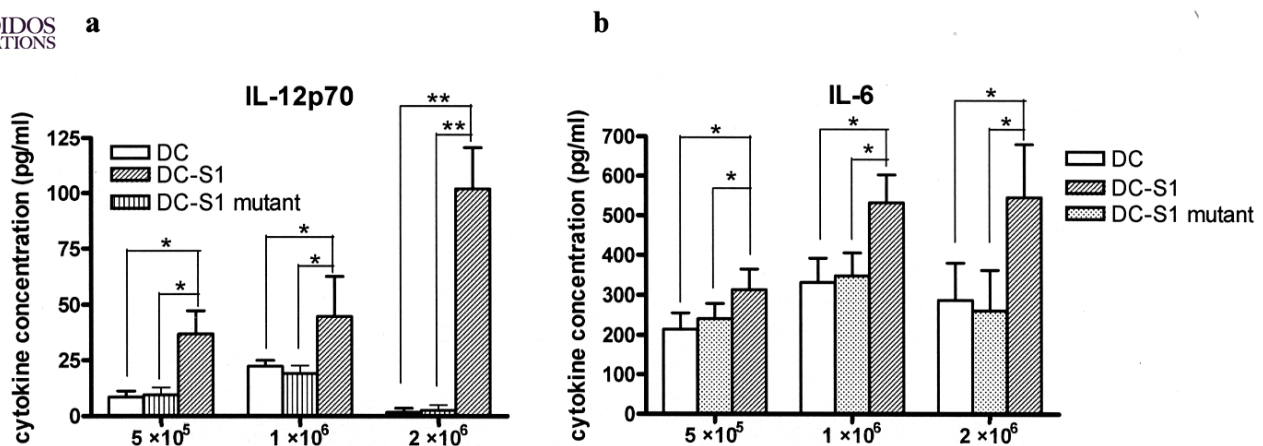 a
b
IL-12p70
cytokine concentration (pg/ml)
125
100
75
50
25
0
DC
DC-S1
DC-S1 mutant
**
**
*
*
*
*
5 ×10⁵
1 ×10⁶
2 ×10⁶
IL-6
cytokine concentration (pg/ml)
700
600
500
400
300
200
100
0
*
*
*
*
*
*
DC
DC-S1
DC-S1 mutant
5 ×10⁵
1 ×10⁶
2 ×10⁶